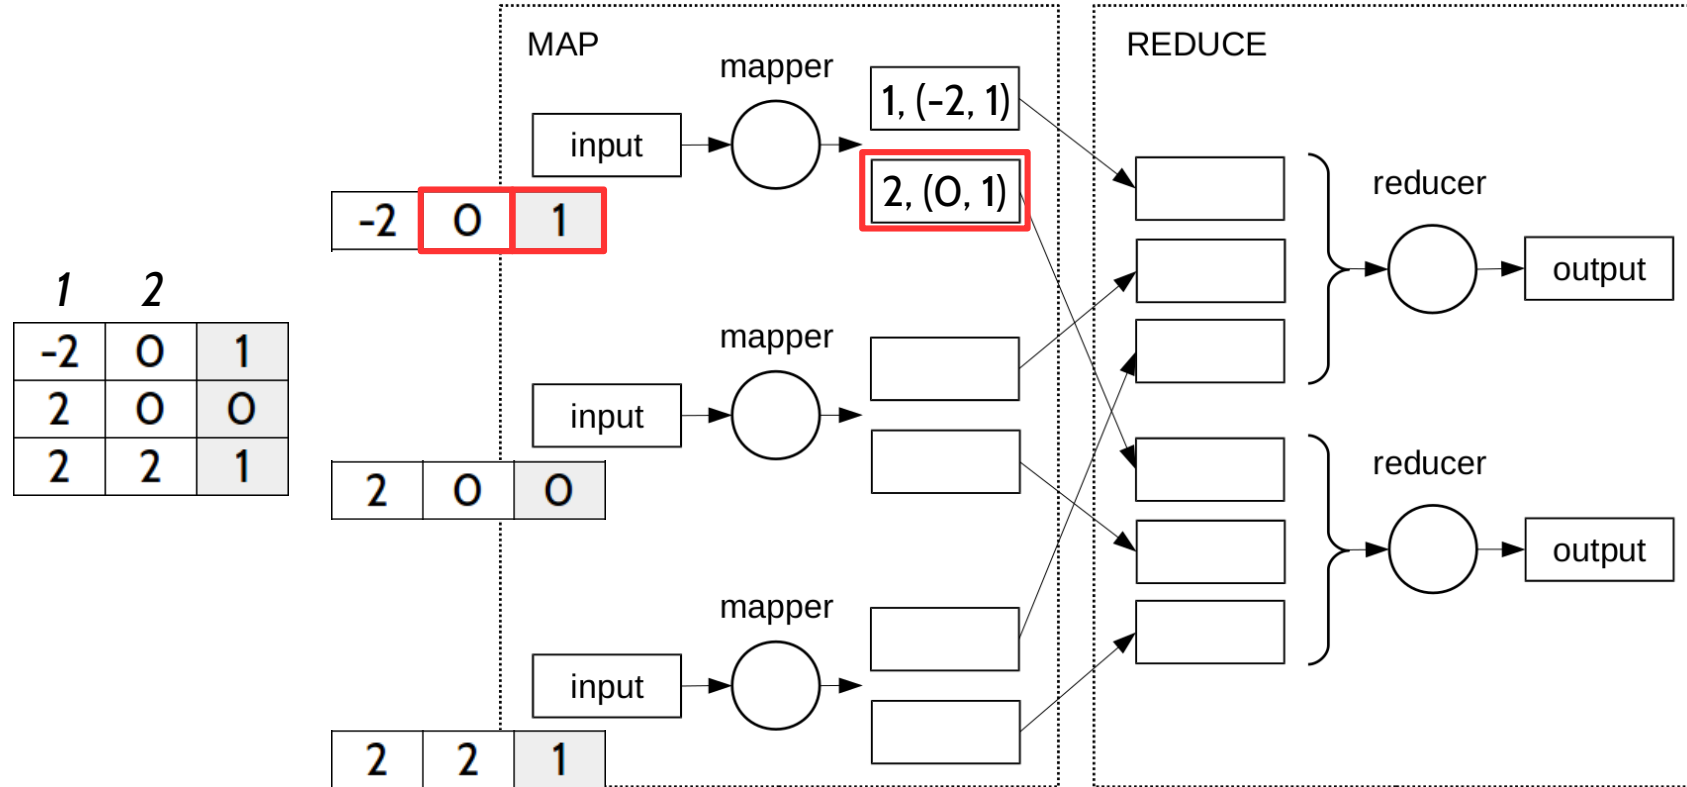 MAP
REDUCE
mapper
1, (-2, 1)
input
2, (0, 1)
reducer
-2 0 1
output
1 2
-2 0 1
2 0 0
2 2 1
mapper
input
2 0 0
reducer
output
mapper
input
2 2 1